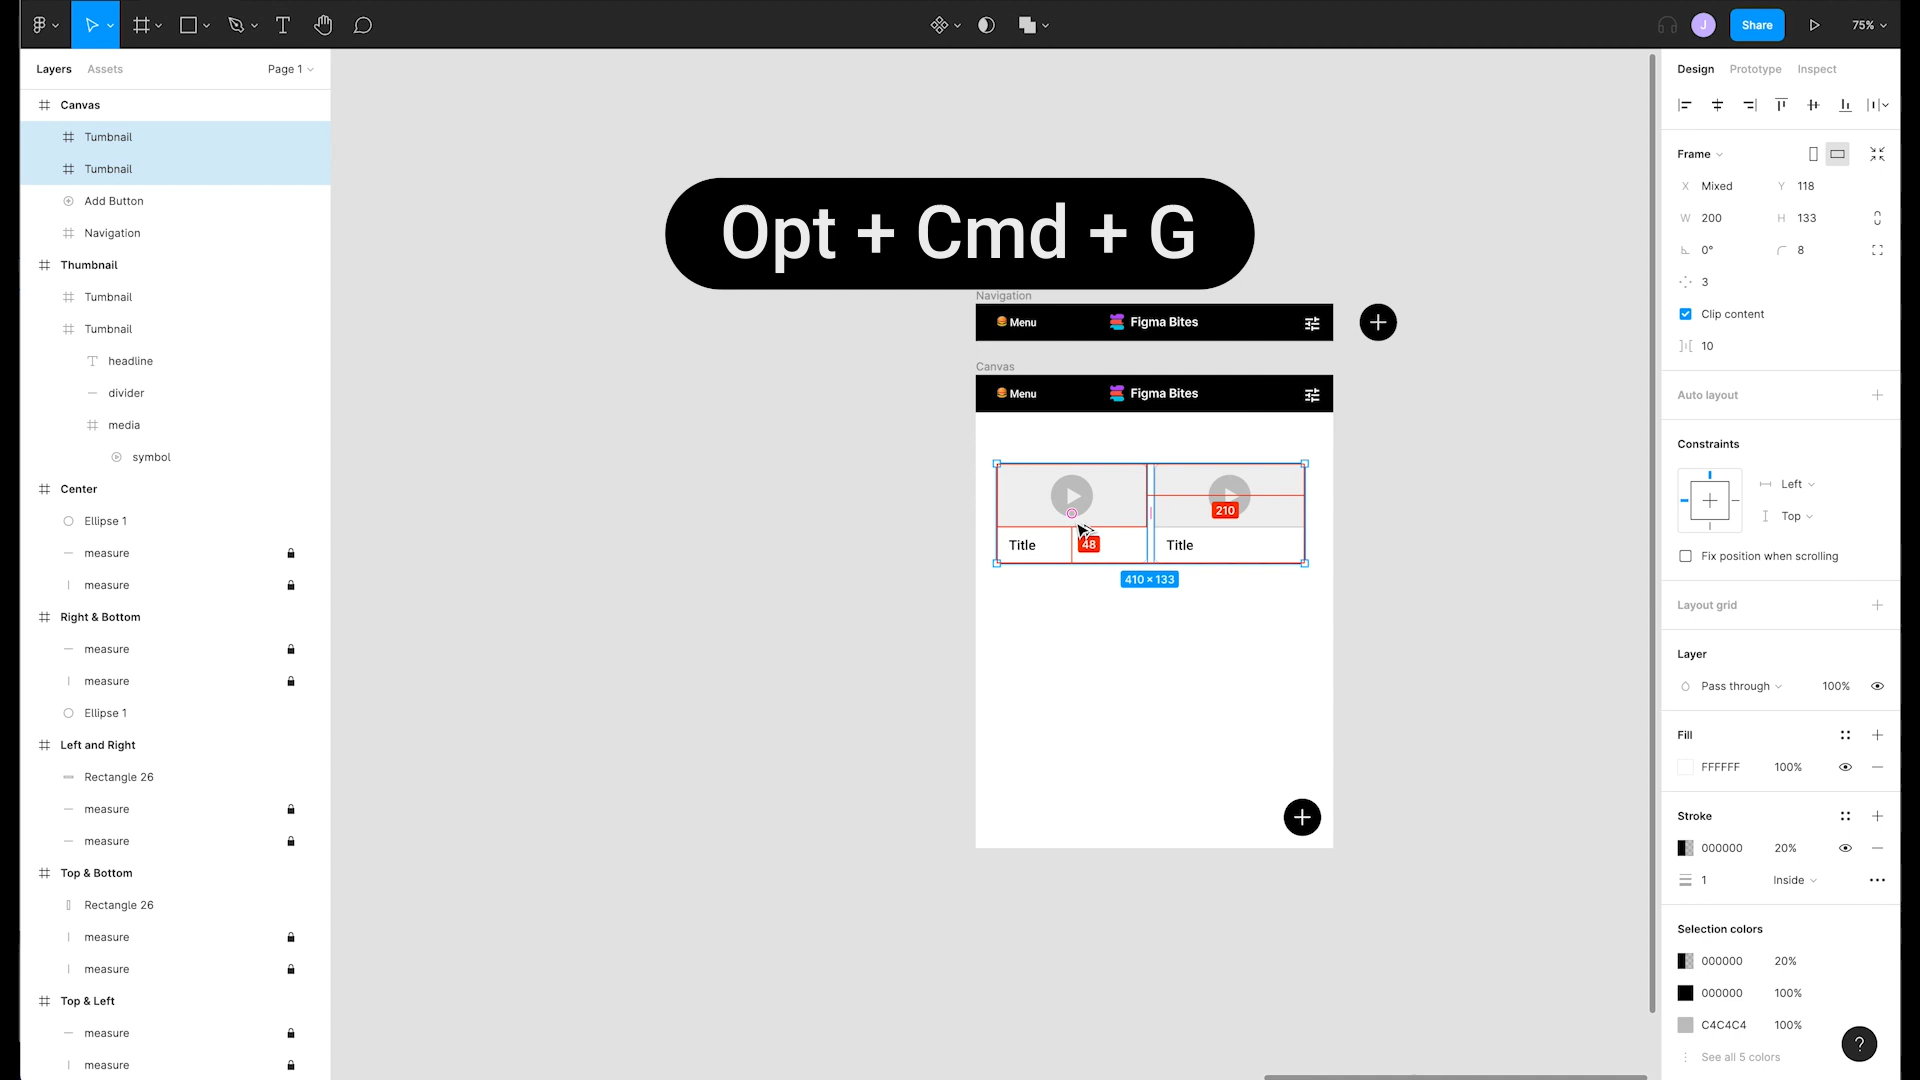 J
Share
75%
Layers
Assets
Page 1
Canvas
Tumbnail
Tumbnail
Add Button
Navigation
Thumbnail
Tumbnail
Tumbnail
headline
divider
media
symbol
Center
Ellipse 1
measure
measure
Right & Bottom
measure
measure
Ellipse 1
Left and Right
Rectangle 26
measure
measure
Top & Bottom
Rectangle 26
measure
measure
Top & Left
measure
measure
Opt + Cmd + G
Navigation
Menu
Figma Bites
Canvas
Menu
Figma Bites
210
Title
48
Title
410 × 133
Design
Prototype
Inspect
Frame
X Mixed
Y 118
W 200
H 133
0°
8
3
Clip content
10
Auto layout
Constraints
Left
Top
Fix position when scrolling
Layout grid
Layer
Pass through
100%
Fill
FFFFFF
100%
Stroke
000000
20%
1
Inside
Selection colors
000000
20%
000000
100%
C4C4C4
100%
See all 5 colors
?